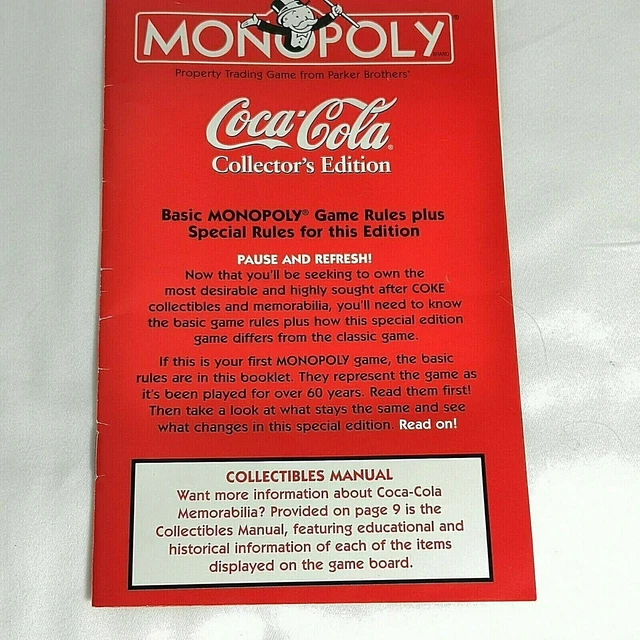 MONOPOLY®
Property Trading Game from Parker Brothers®
Coca-Cola®
Collector's Edition
Basic MONOPOLY® Game Rules plus
Special Rules for this Edition
PAUSE AND REFRESH!
Now that you'll be seeking to own the
most desirable and highly sought after COKE
collectibles and memorabilia, you'll need to know
the basic game rules plus how this special edition
game differs from the classic game.
If this is your first MONOPOLY game, the basic
rules are in this booklet. They represent the game as
it's been played for over 60 years. Read them first!
Then take a look at what stays the same and see
what changes in this special edition. Read on!
COLLECTIBLES MANUAL
Want more information about Coca-Cola
Memorabilia? Provided on page 9 is the
Collectibles Manual, featuring educational and
historical information of each of the items
displayed on the game board.